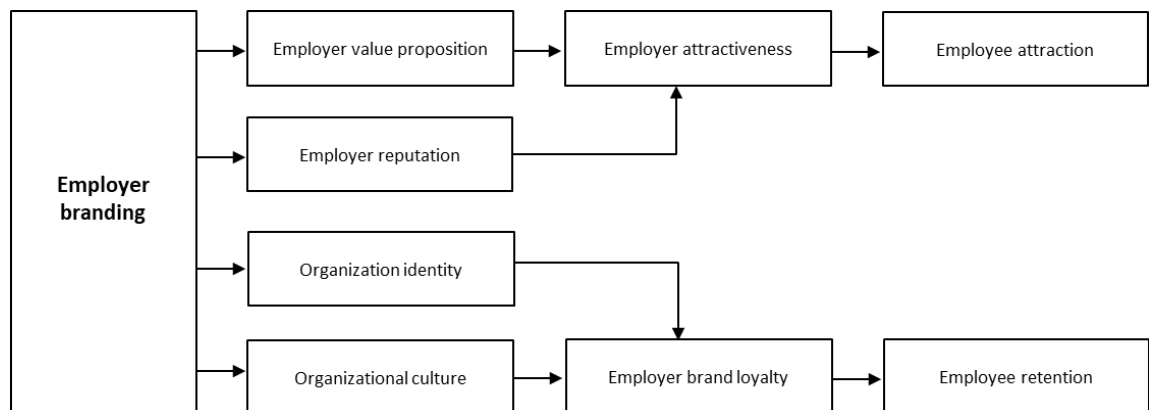 Employer value proposition
Employer attractiveness
Employee attraction
Employer reputation
Employer
branding
Organization identity
Organizational culture
Employer brand loyalty
Employee retention